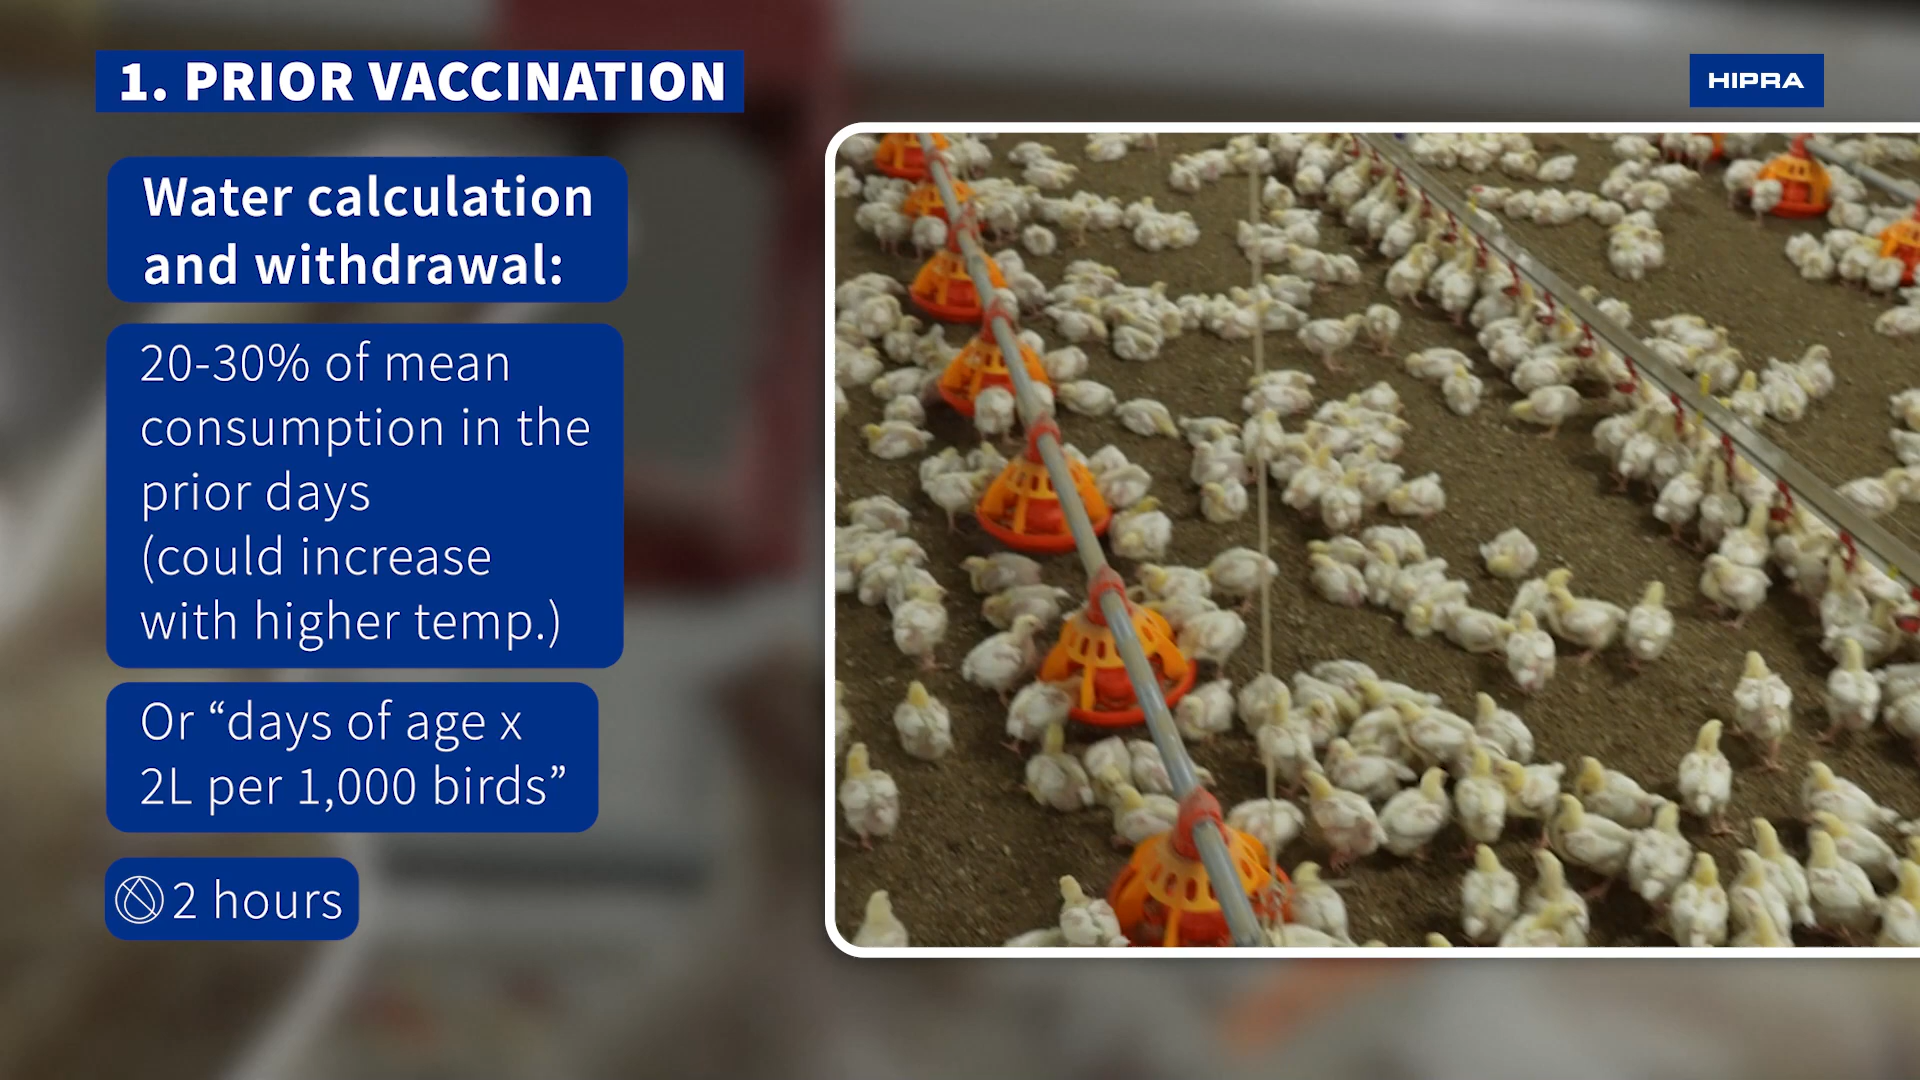 1. PRIOR VACCINATION
HIPRA
Water calculation
and withdrawal:
20-30% of mean
consumption in the
prior days
(could increase
with higher temp.)
Or “days of age x
2L per 1,000 birds”
2 hours